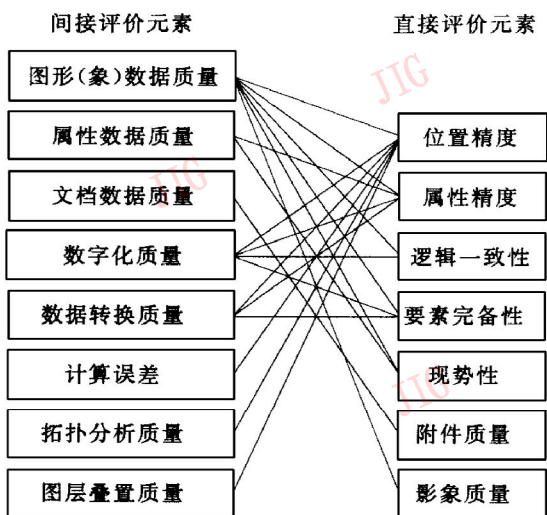 间接评价元素
直接评价元素
图形(象)数据质量
属性数据质量
文档数据质量
数字化质量
数据转换质量
计算误差
拓扑分析质量
图层叠置质量
位置精度
属性精度
逻辑一致性
要素完备性
现势性
附件质量
影象质量
JIG
JIG
JIG